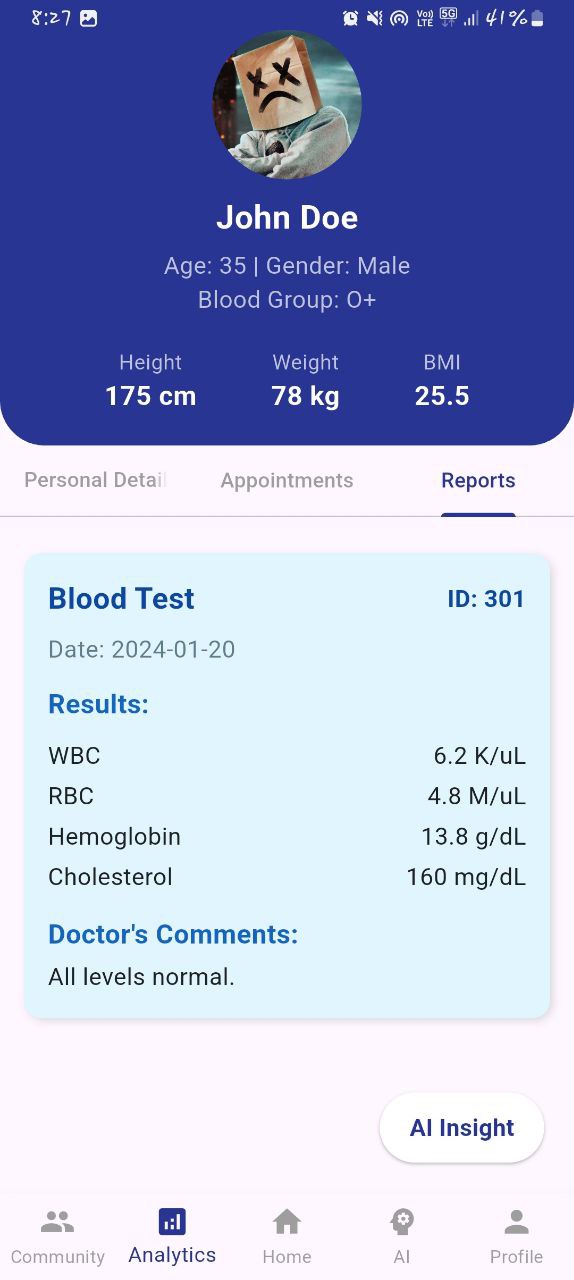 8:27
Vo))
LTE
5G
41%
John Doe
Age: 35 | Gender: Male
Blood Group: O+
Height Weight BMI
175 cm 78 kg 25.5
Personal Detai Appointments Reports
Blood Test ID: 301
Date: 2024-01-20
Results:
WBC 6.2 K/uL
RBC 4.8 M/uL
Hemoglobin 13.8 g/dL
Cholesterol 160 mg/dL
Doctor's Comments:
All levels normal.
AI Insight
Community Analytics Home AI Profile